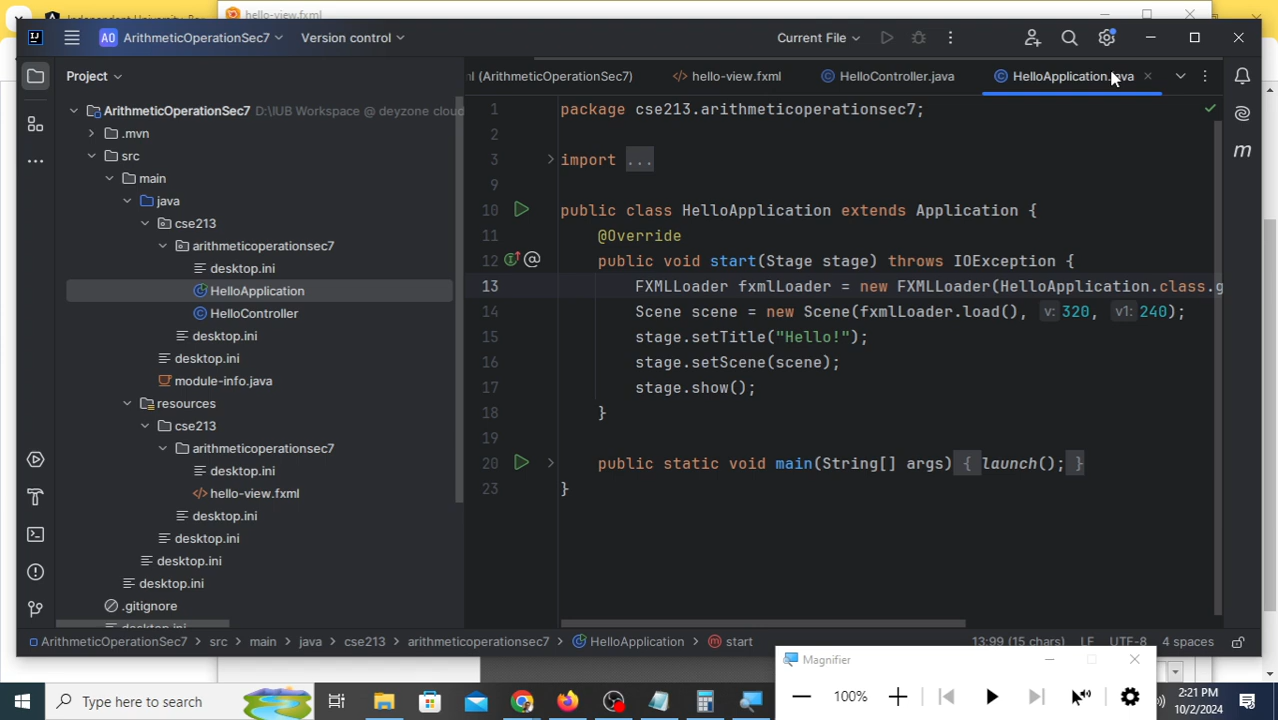 hello-view.fxml
AO ArithmeticOperationSec7
Version control
Current File
Project
ml (ArithmeticOperationSec7)
hello-view.fxml
HelloController.java
HelloApplication.java
ArithmeticOperationSec7 D:\IUB Workspace @ deyzone cloud
.mvn
src
main
java
cse213
arithmeticoperationsec7
desktop.ini
HelloApplication
HelloController
desktop.ini
desktop.ini
module-info.java
resources
cse213
arithmeticoperationsec7
desktop.ini
hello-view.fxml
desktop.ini
desktop.ini
desktop.ini
desktop.ini
.gitignore
1 package cse213.arithmeticoperationsec7;
2
3 import ...
9
10 public class HelloApplication extends Application {
11 @Override
12 public void start(Stage stage) throws IOException {
13 FXMLLoader fxmlLoader = new FXMLLoader(HelloApplication.class.g
14 Scene scene = new Scene(fxmlLoader.load(), v: 320, v1: 240);
15 stage.setTitle("Hello!");
16 stage.setScene(scene);
17 stage.show();
18 }
19
20 public static void main(String[] args) { launch(); }
23 }
ArithmeticOperationSec7 > src > main > java > cse213 > arithmeticoperationsec7 > HelloApplication > start
13:99 (15 chars) LF UTF-8 4 spaces
Magnifier
100%
Type here to search
2:21 PM
10/2/2024